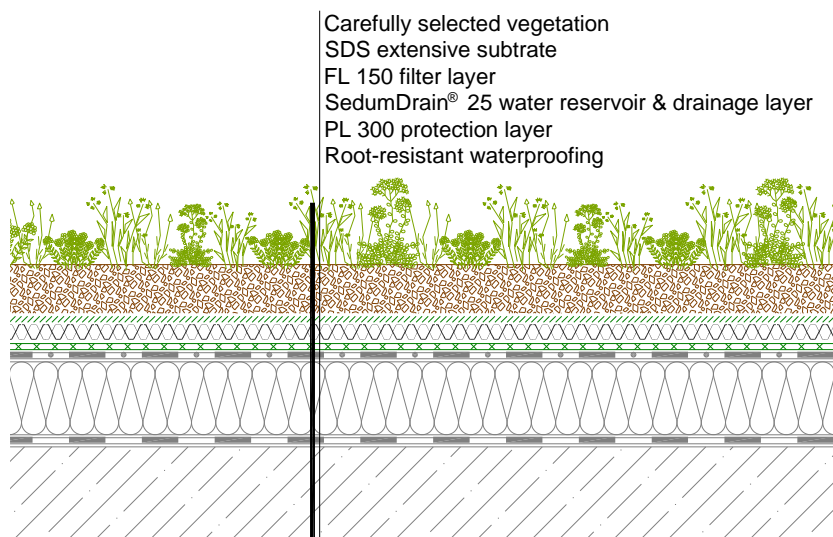 Carefully selected vegetation
SDS extensive subtrate
FL 150 filter layer
SedumDrain® 25 water reservoir & drainage layer
PL 300 protection layer
Root-resistant waterproofing